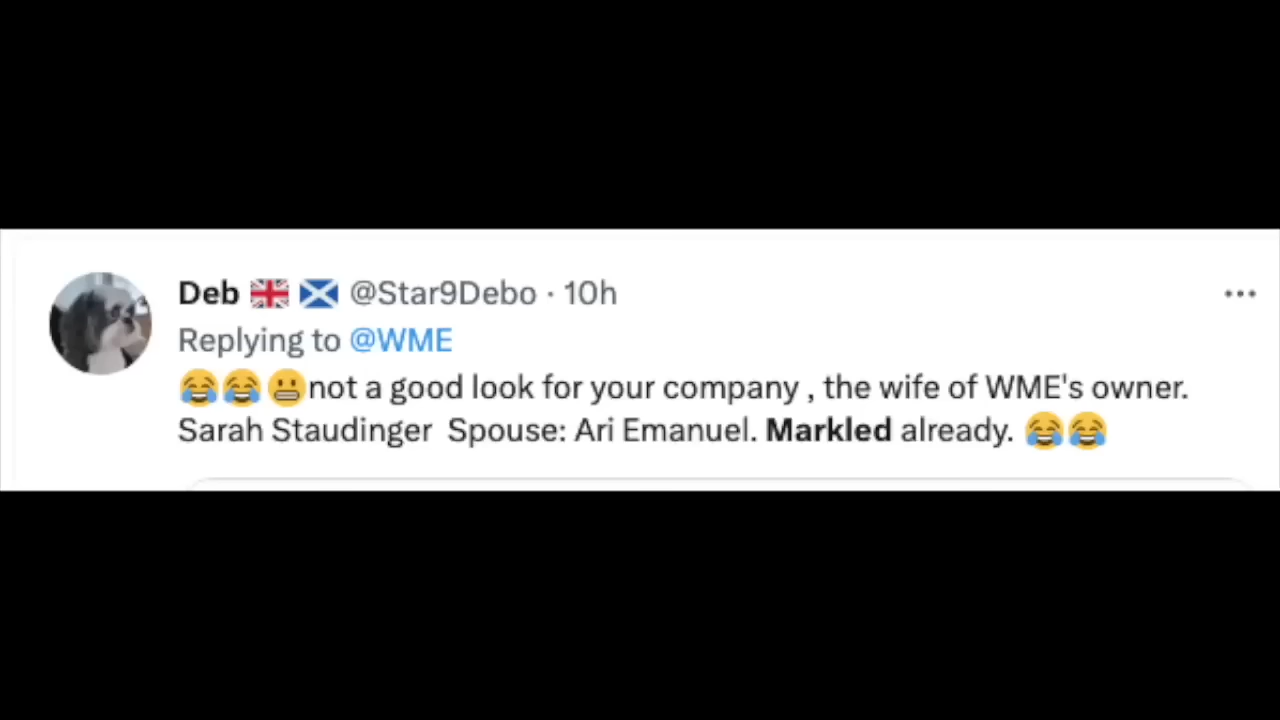 Deb 🇬🇧 🏴󠁧󠁢󠁳󠁣󠁴󠁿 @Star9Debo · 10h
Replying to @WME
😂😂😬not a good look for your company , the wife of WME's owner.
Sarah Staudinger  Spouse: Ari Emanuel. Markled already. 😂😂